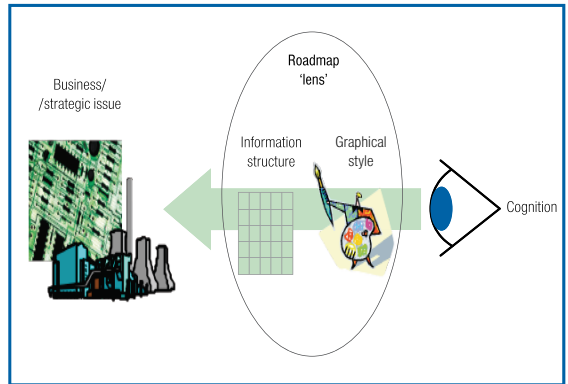 Roadmap
'lens'
Business/
/strategic issue
Information
structure
Graphical
style
Cognition